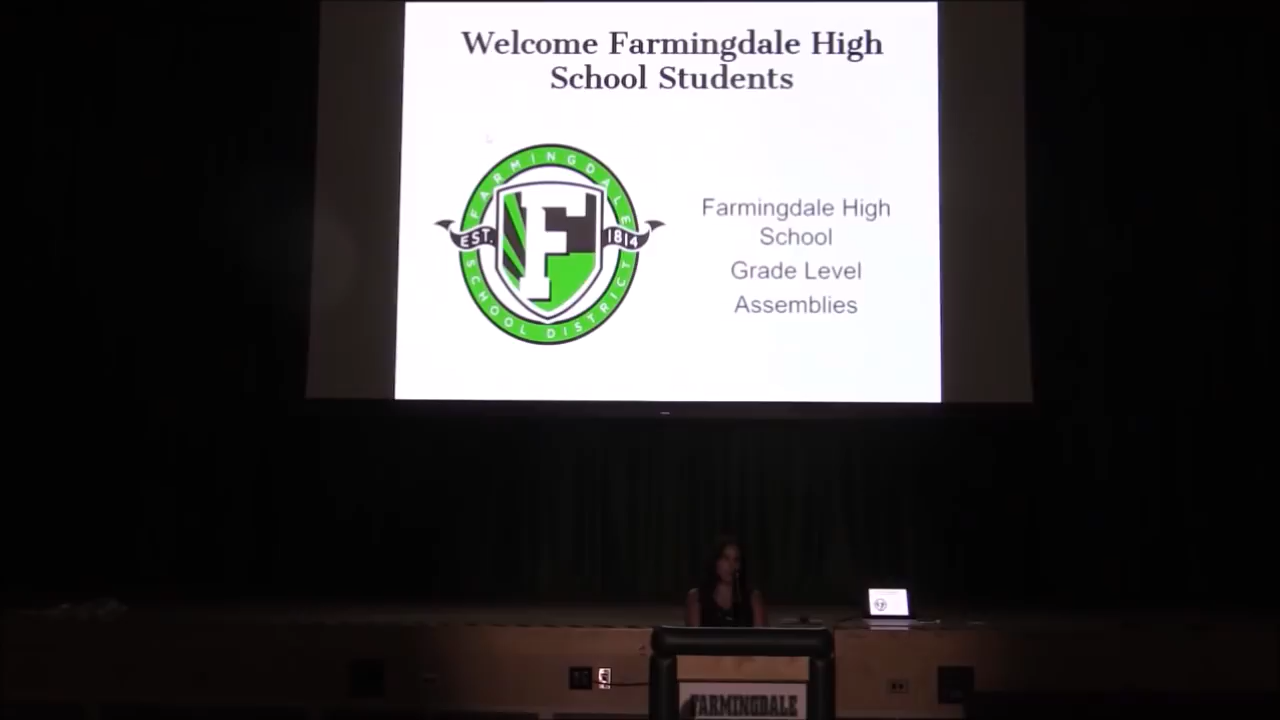 Welcome Farmingdale High
School Students
FARMINGDALE
EST. 1814
SCHOOL DISTRICT
F
Farmingdale High
School
Grade Level
Assemblies
FARMINGDALE